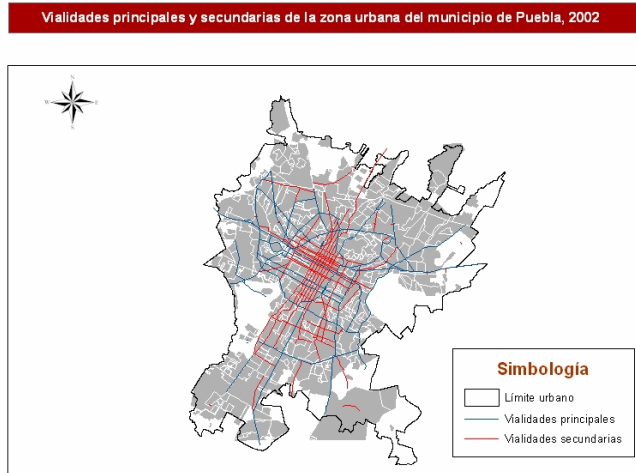 Vialidades principales y secundarias de la zona urbana del municipio de Puebla, 2002
N
W
E
S
Simbología
Límite urbano
Vialidades principales
Vialidades secundarias